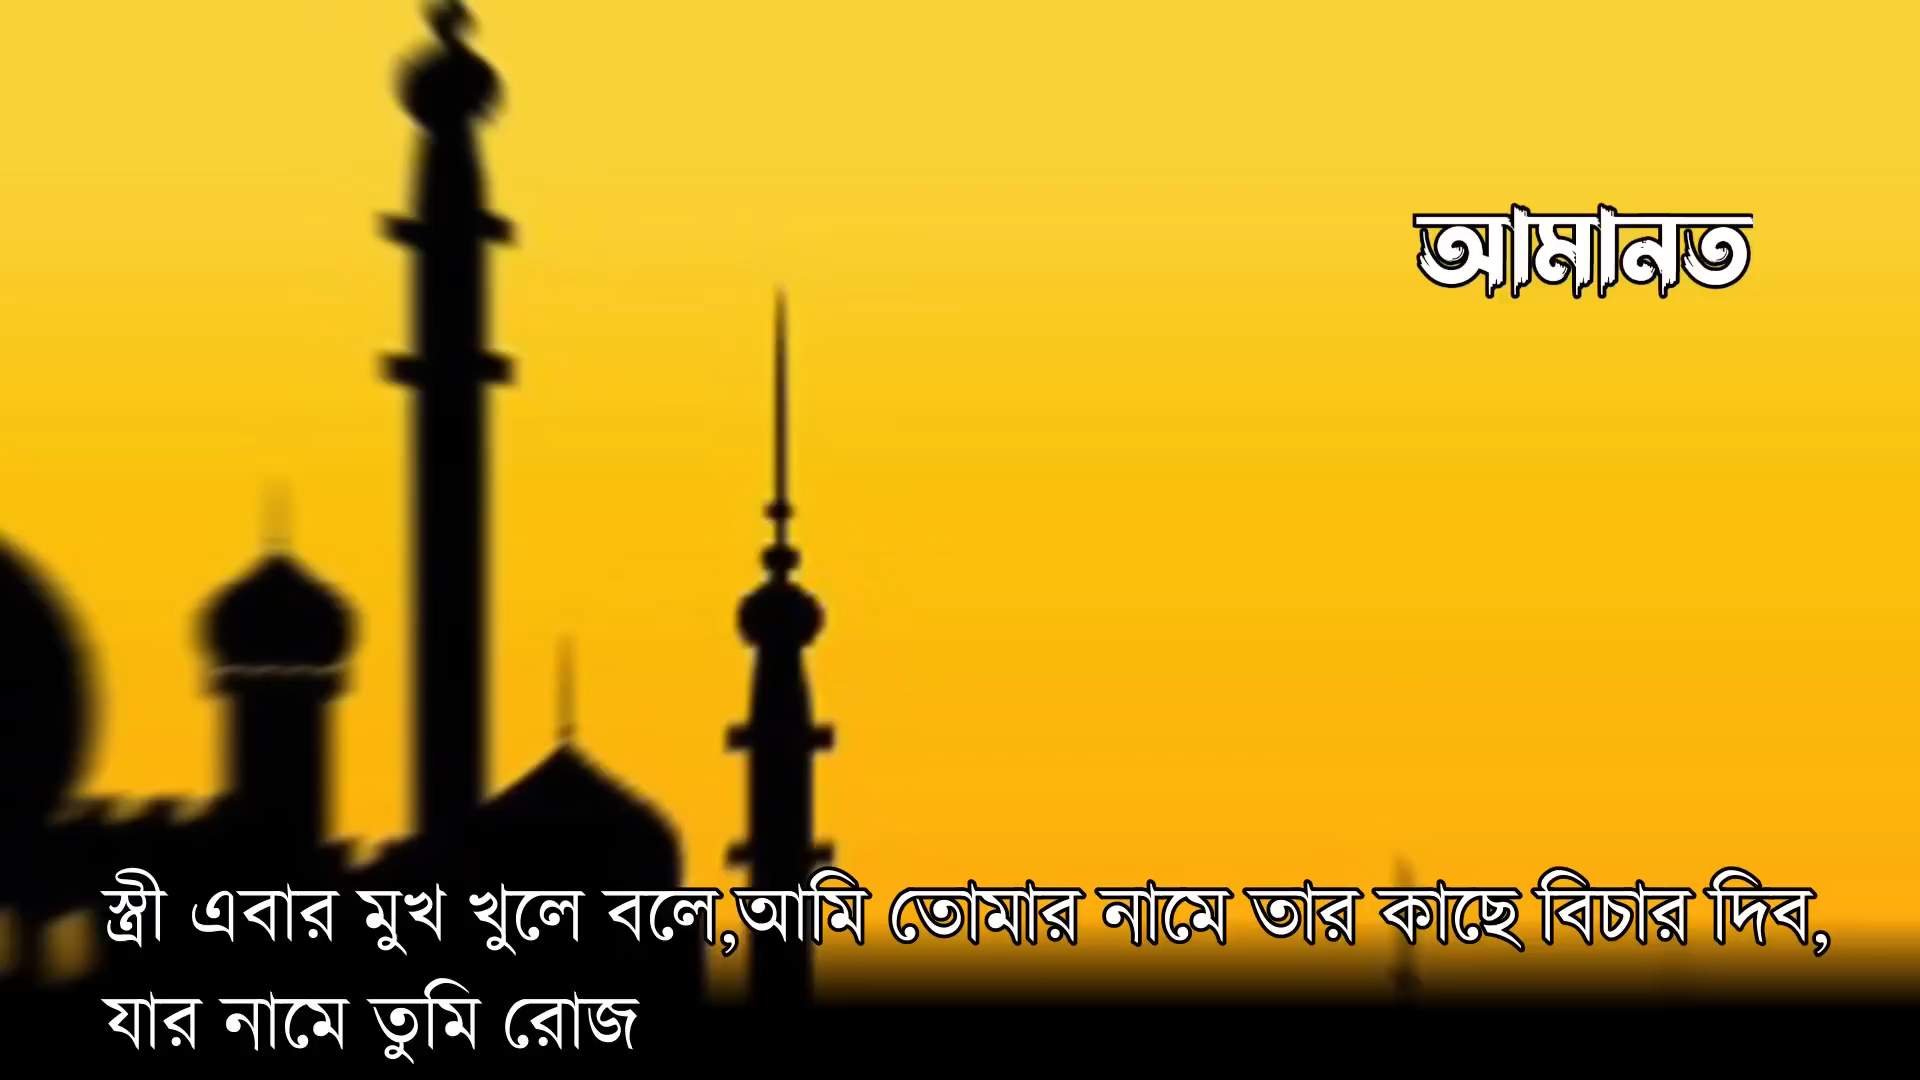 আমানত
স্ত্রী এবার মুখ খুলে বলে,আমি তোমার নামে তার কাছে বিচার দিব,
যার নামে তুমি রোজ